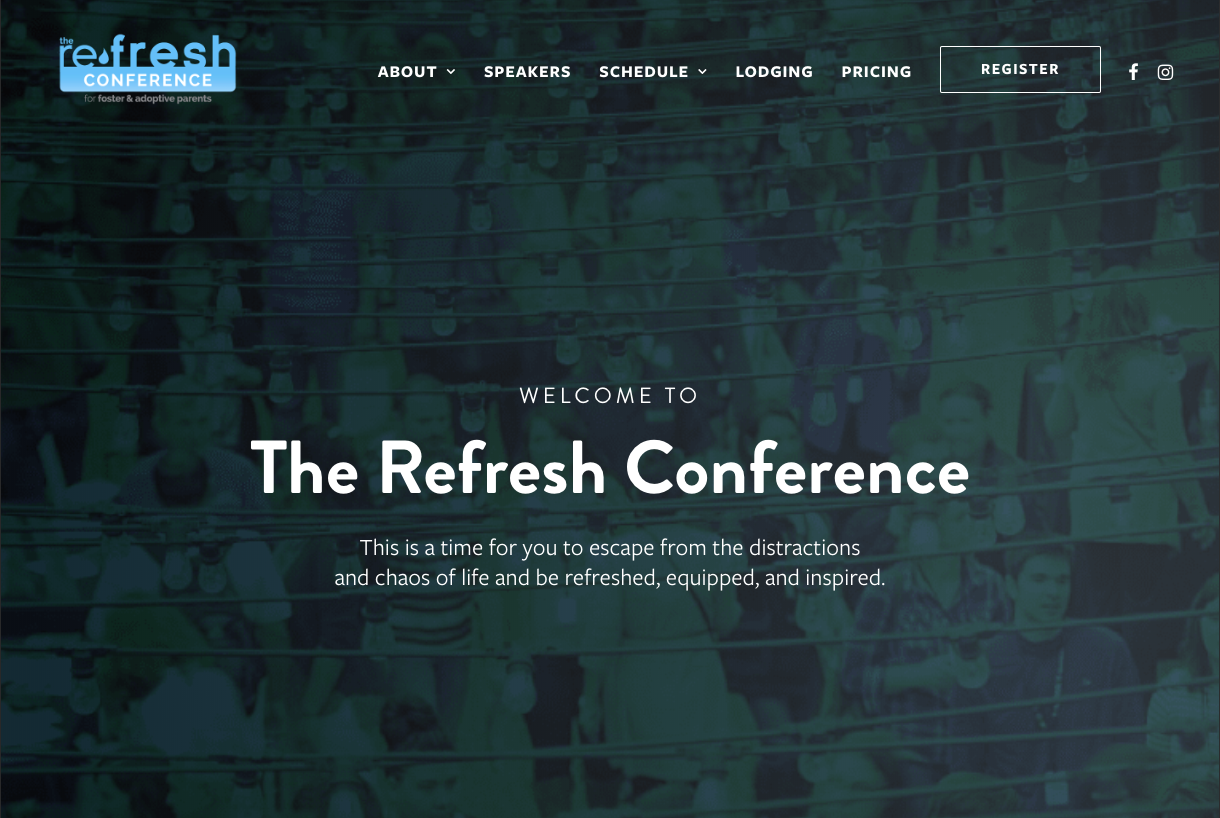 the
refresh
CONFERENCE
for foster & adoptive parents
ABOUT SPEAKERS SCHEDULE LODGING PRICING REGISTER
WELCOME TO
The Refresh Conference
This is a time for you to escape from the distractions
and chaos of life and be refreshed, equipped, and inspired.